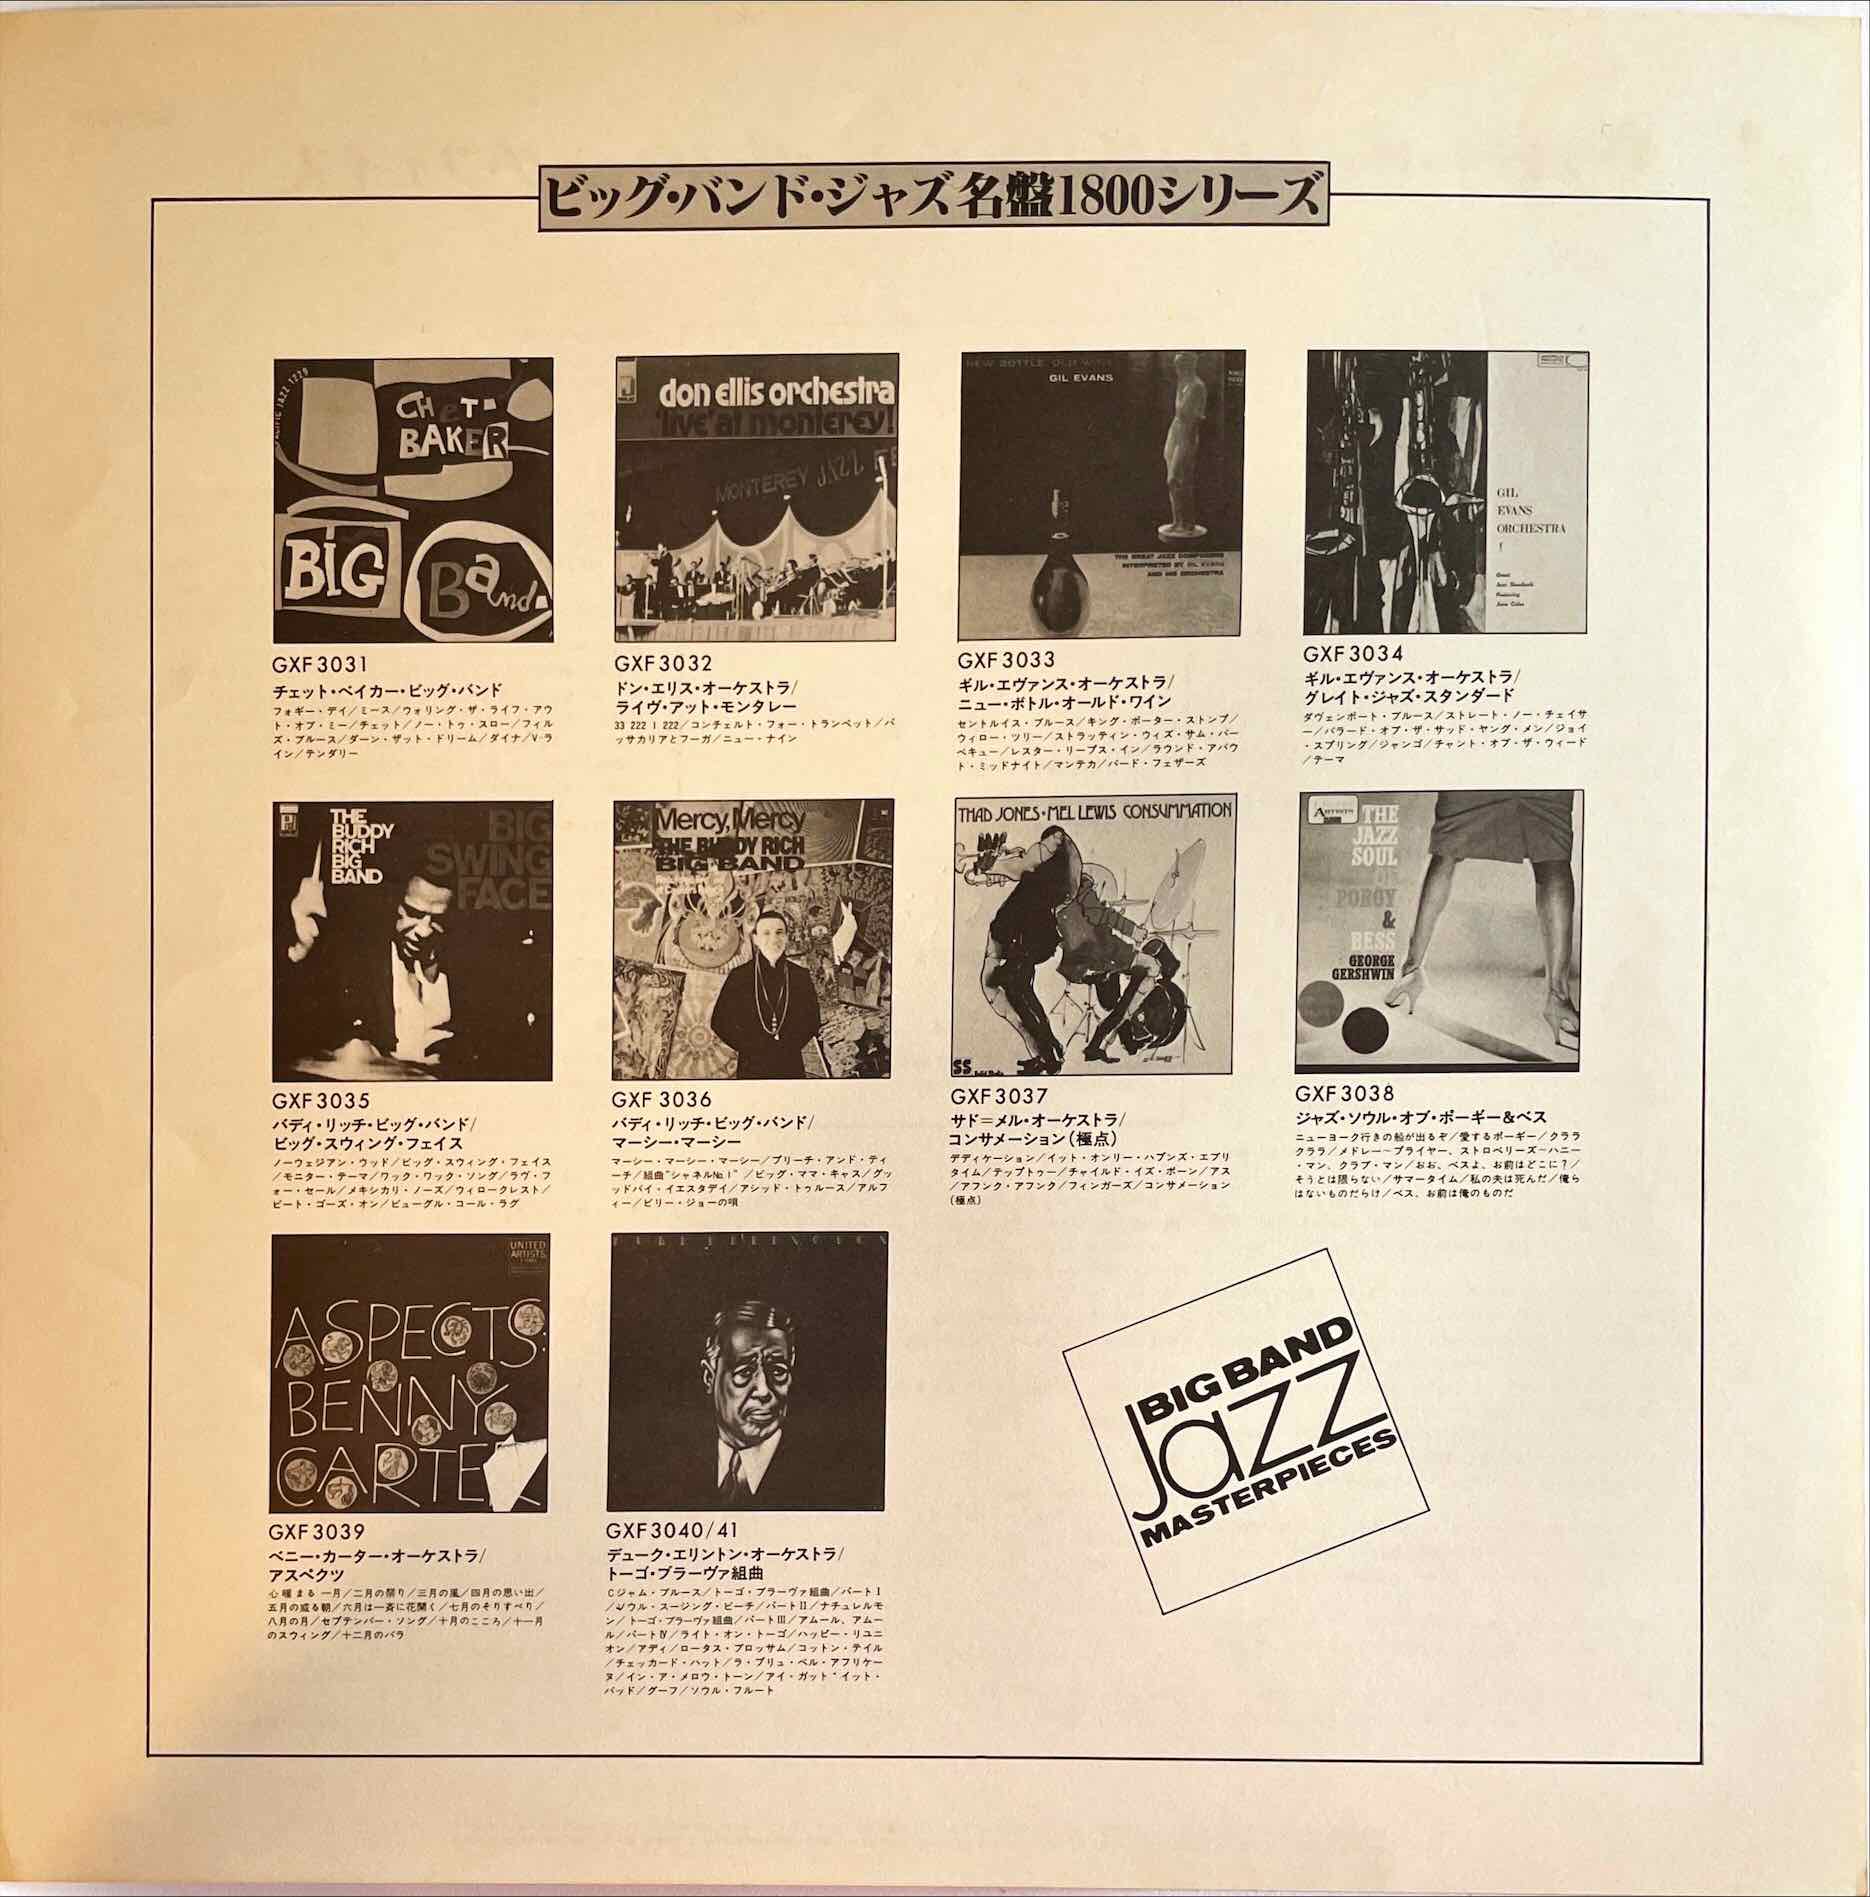 ビッグ・バンド・ジャズ名盤1800シリーズ
PACIFIC JAZZ 1229
CHeT-
BAKER
BiG
Band.
GXF3031
チェット・ベイカー・ビッグ・バンド
フォギー・デイ/ミース/ウォリング・ザ・ライフ・アウ
ト・オブ・ミー/チェット/ノー・トゥ・スロー/フィル
ズ・ブルース/ダーン・ザット・ドリーム/ダイナ/V-ラ
イン/テンダリー
don ellis orchestra
'live' at monterey!
MONTEREY JAZZ FE
GXF3032
ドン・エリス・オーケストラ/
ライヴ・アット・モンタレー
33 222 1 222/コンチェルト・フォー・トランペット/パ
ッサカリアとフーガ/ニュー・ナイン
NEW BOTTLE OLD WINE
GIL EVANS
THE GREAT JAZZ COMPOSERS
INTERPRETED BY GIL EVANS
AND HIS ORCHESTRA
GXF3033
ギル・エヴァンス・オーケストラ/
ニュー・ボトル・オールド・ワイン
セントルイス・ブルース/キング・ポーター・ストンプ/
ウィロー・ツリー/ストラッティン・ウィズ・サム・バー
ベキュー/レスター・リープス・イン/ラウンド・アバウ
ト・ミッドナイト/マンテカ/バード・フェザーズ
GIL
EVANS
ORCHESTRA
Great
Jazz Standards
Featuring
Jonny Coles
GXF3034
ギル・エヴァンス・オーケストラ/
グレイト・ジャズ・スタンダード
ダヴェンポート・ブルース/ストレート・ノー・チェイサ
ー/バラード・オブ・ザ・サッド・ヤング・メン/ジョイ
・スプリング/ジャンゴ/チャント・オブ・ザ・ウィード
/テーマ
THE
BUDDY
RICH
BIG
BAND
BIG
SWING
FACE
GXF3035
バディ・リッチ・ビッグ・バンド/
ビッグ・スウィング・フェイス
ノーウェジアン・ウッド/ビッグ・スウィング・フェイス
/モニター・テーマ/ワック・ワック・ソング/ラヴ・フ
ォー・セール/メキシカリ・ノーズ/ウィロークレスト/
ビート・ゴーズ・オン/ビューグル・コール・ラグ
Mercy, Mercy
THE BUDDY RICH
BIG BAND
GXF 3036
バディ・リッチ・ビッグ・バンド/
マーシー・マーシー
マーシー・マーシー・マーシー/プリーチ・アンド・ティ
ーチ/組曲"シャネルNo.1" /ビッグ・ママ・キャス/グッ
ッドバイ・イエスタデイ/アシッド・トゥルース/アルフ
ィー/ビリー・ジョーの唄
THAD JONES・MEL LEWIS CONSUMMATION
SS
GXF3037
サド=メル・オーケストラ/
コンサメーション(極点)
デディケーション/イット・オンリー・ハプンズ・エブリ
タイム/テップトゥー/チャイルド・イズ・ボーン/アス
/アフンク・アフンク/フィンガーズ/コンサメーション
(極点)
ARTISTS
THE
JAZZ
SOUL
OF
PORGY
&
BESS
GEORGE
GERSHWIN
GXF3038
ジャズ・ソウル・オブ・ポーギー&ベス
ニューヨーク行きの船が出るぞ/愛するポーギー/クララ
クララ/メドレー〜プライヤー、ストロベリーズ〜ハニー
・マン、クラブ・マン/おお、ベスよ、お前はどこに?/
そうとは限らない/サマータイム/私の夫は死んだ/俺ら
はないものだらけ/ベス、お前は俺のものだ
UNITED
ARTISTS
ASPECTS:
BENNY
CARTER
GXF3039
ベニー・カーター・オーケストラ/
アスペクツ
心暖まる一月/二月の祭り/三月の風/四月の思い出/
五月の或る朝/六月は一斉に花開く/七月のそりすべり/
八月の月/セプテンバー・ソング/十月のこころ/十一月
のスウィング/十二月のバラ
DUKE ELLINGTON
GXF3040/41
デューク・エリントン・オーケストラ/
トーゴ・ブラーヴァ組曲
Cジャム・ブルース/トーゴ・ブラーヴァ組曲/パートI
/ソウル・スージング・ビーチ/パートII/ナチュレルモ
ン/トーゴ・ブラーヴァ組曲/パートIII/アムール、アムー
ル/パートIV/ライト・オン・トーゴ/ハッピー・リユニ
オン/アディ/ロータス・ブロッサム/コットン・テイル
/チェッカード・ハット/ラ・プリュ・ベル・アフリケー
ヌ/イン・ア・メロウ・トーン/アイ・ガット・イット・
バッド/グーフ/ソウル・フルート
BIG BAND
Jazz
MASTERPIECES